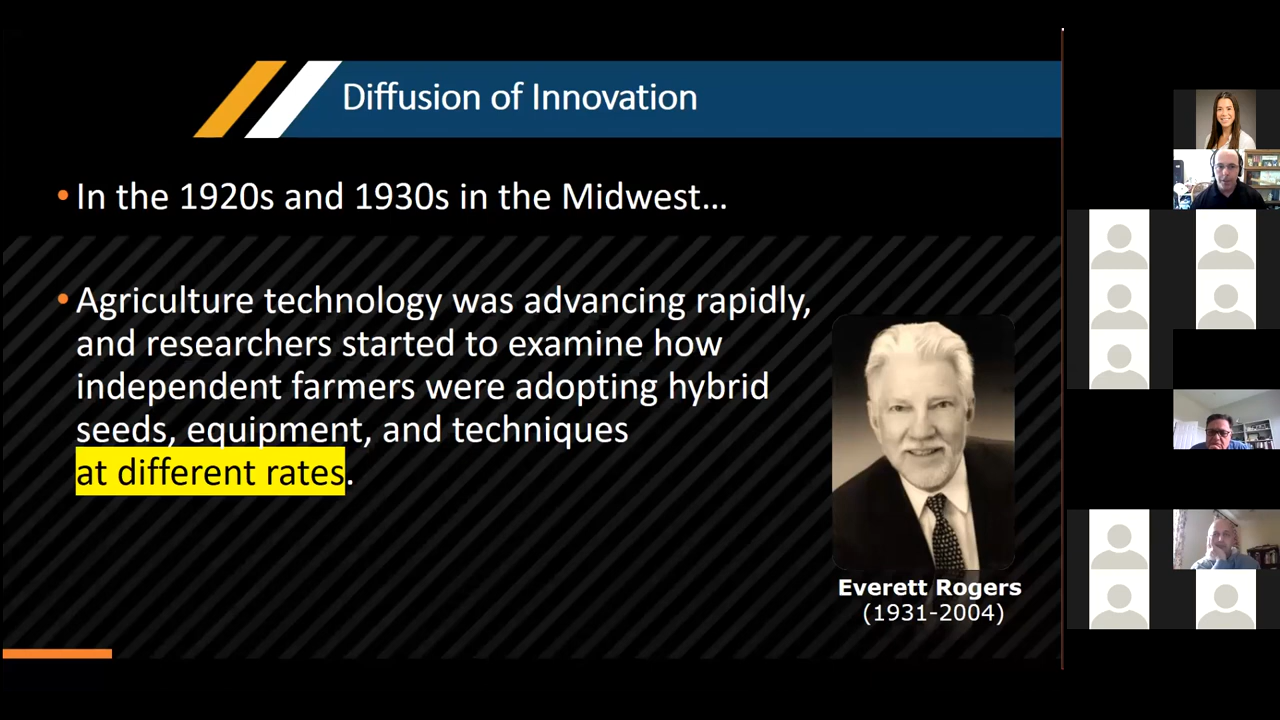 Diffusion of Innovation
• In the 1920s and 1930s in the Midwest...
• Agriculture technology was advancing rapidly,
and researchers started to examine how
independent farmers were adopting hybrid
seeds, equipment, and techniques
at different rates.
Everett Rogers
(1931-2004)